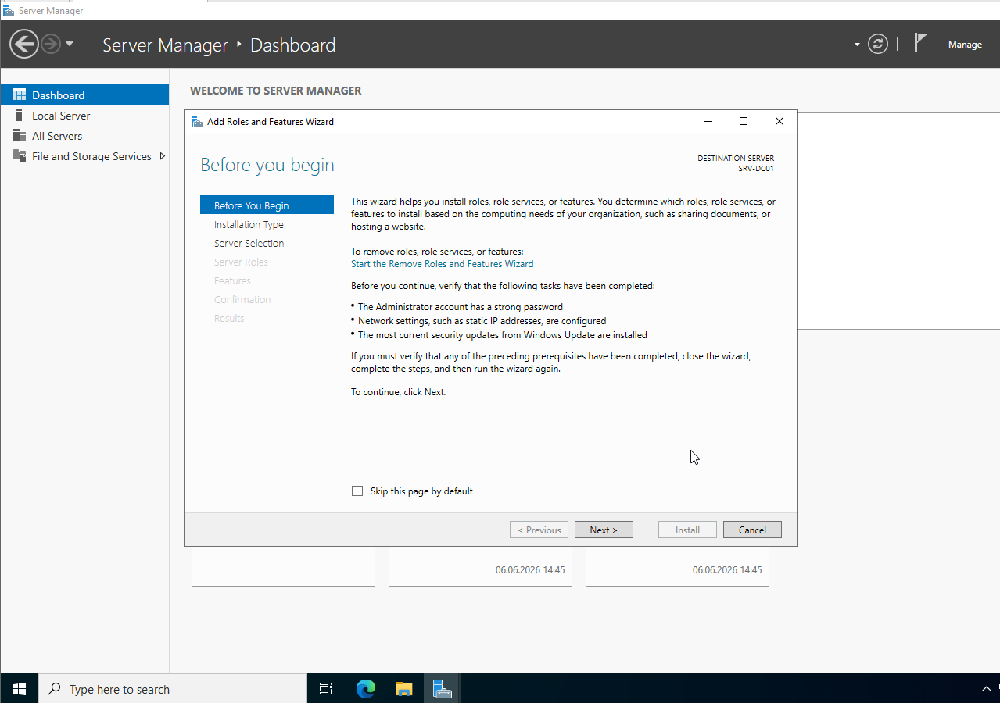 Server Manager
Server Manager ‣ Dashboard
Manage
Dashboard
Local Server
All Servers
File and Storage Services
WELCOME TO SERVER MANAGER
Add Roles and Features Wizard
Before you begin
DESTINATION SERVER
SRV-DC01
Before You Begin
Installation Type
Server Selection
Server Roles
Features
Confirmation
Results
This wizard helps you install roles, role services, or features. You determine which roles, role services, or
features to install based on the computing needs of your organization, such as sharing documents, or
hosting a website.
To remove roles, role services, or features:
Start the Remove Roles and Features Wizard
Before you continue, verify that the following tasks have been completed:
• The Administrator account has a strong password
• Network settings, such as static IP addresses, are configured
• The most current security updates from Windows Update are installed
If you must verify that any of the preceding prerequisites have been completed, close the wizard,
complete the steps, and then run the wizard again.
To continue, click Next.
Skip this page by default
< Previous
Next >
Install
Cancel
06.06.2026 14:45
06.06.2026 14:45
Type here to search